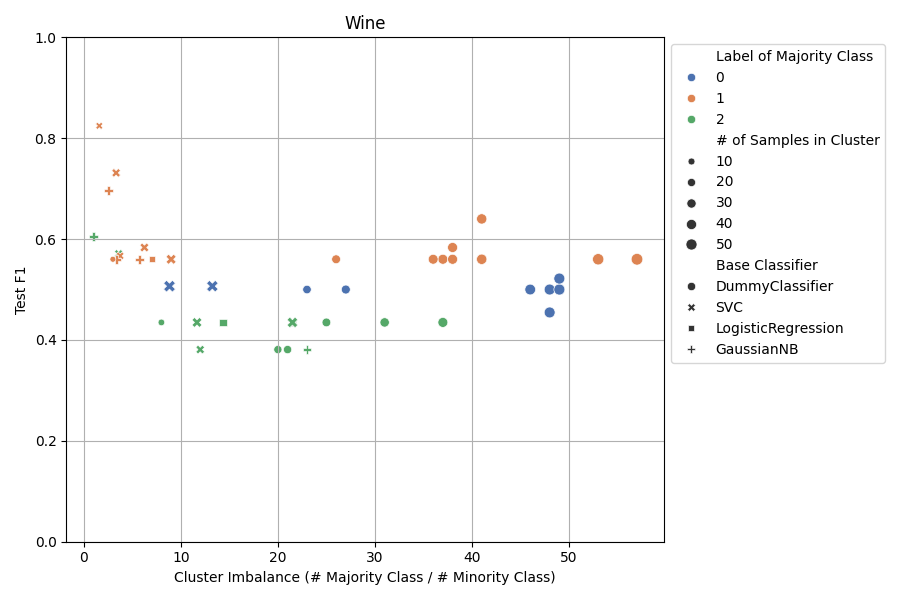 Wine
Test F1
1.0
0.8
0.6
0.4
0.2
0.0
0 10 20 30 40 50
Cluster Imbalance (# Majority Class / # Minority Class)
Label of Majority Class
0
1
2
# of Samples in Cluster
10
20
30
40
50
Base Classifier
DummyClassifier
SVC
LogisticRegression
GaussianNB